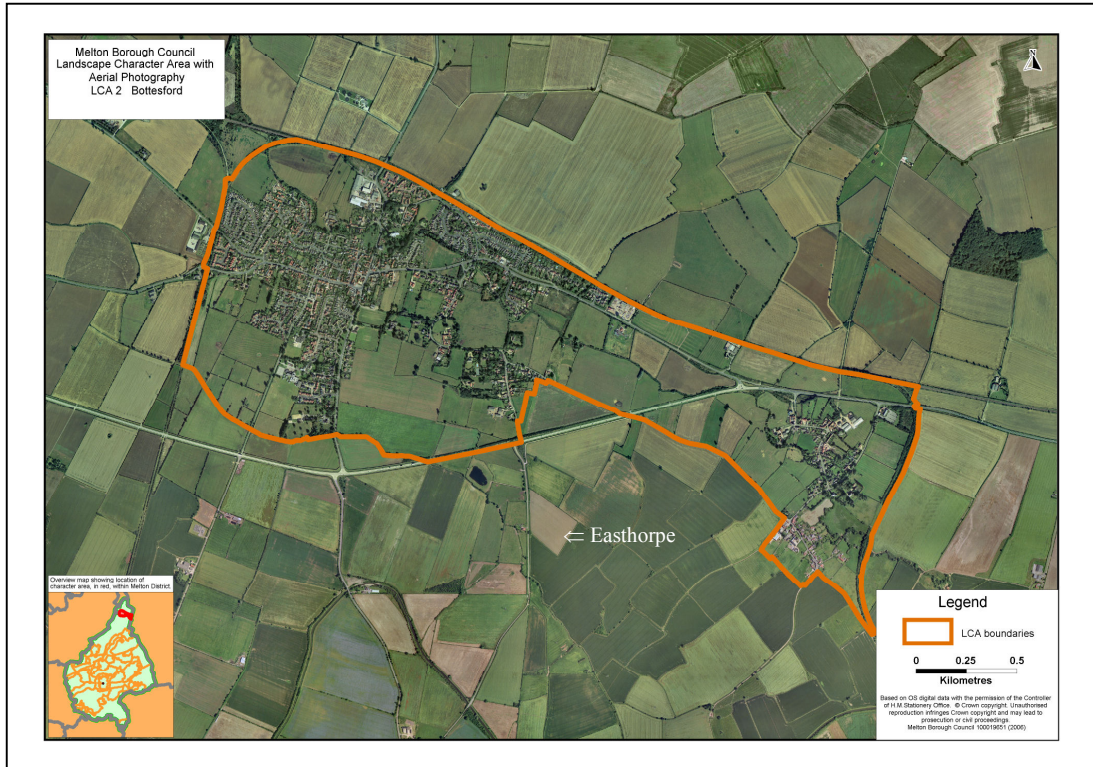 Melton Borough Council
Landscape Character Area with
Aerial Photography
LCA 2 Bottesford
N
⇐ Easthorpe
Overview map showing location of
character area, in red, within Melton District.
Legend
LCA boundaries
0 0.25 0.5
Kilometres
Based on OS digital data with the permission of the Controller
of H.M.Stationery Office. © Crown copyright. Unauthorised
reproduction infringes Crown copyright and may lead to
prosecution or civil proceedings.
Melton Borough Council 100019651 (2006)